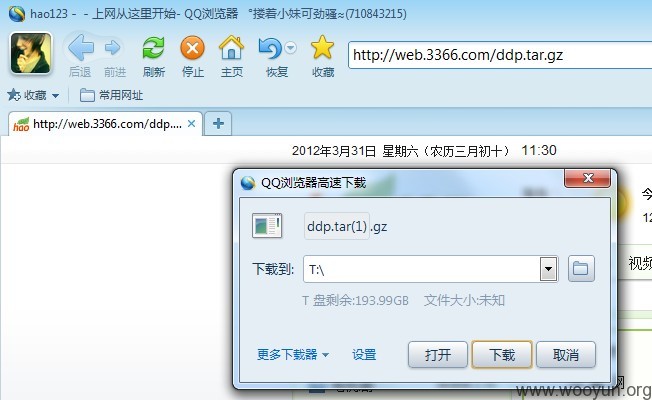 hao123 - - 上网从这里开始- QQ浏览器 °搂着小妹可劲骚≈(710843215)
后退 前进 刷新 停止 主页 恢复 收藏 http://web.3366.com/ddp.tar.gz
收藏 常用网址
hao http://web.3366.com/ddp....
2012年3月31日 星期六（农历三月初十） 11:30
QQ浏览器高速下载
今
ddp.tar(1) .gz
12
下载到: T:\
视频
T 盘剩余:193.99GB 文件大小:未知
更多下载器 设置 打开 下载 取消
网
www.wooyun.org